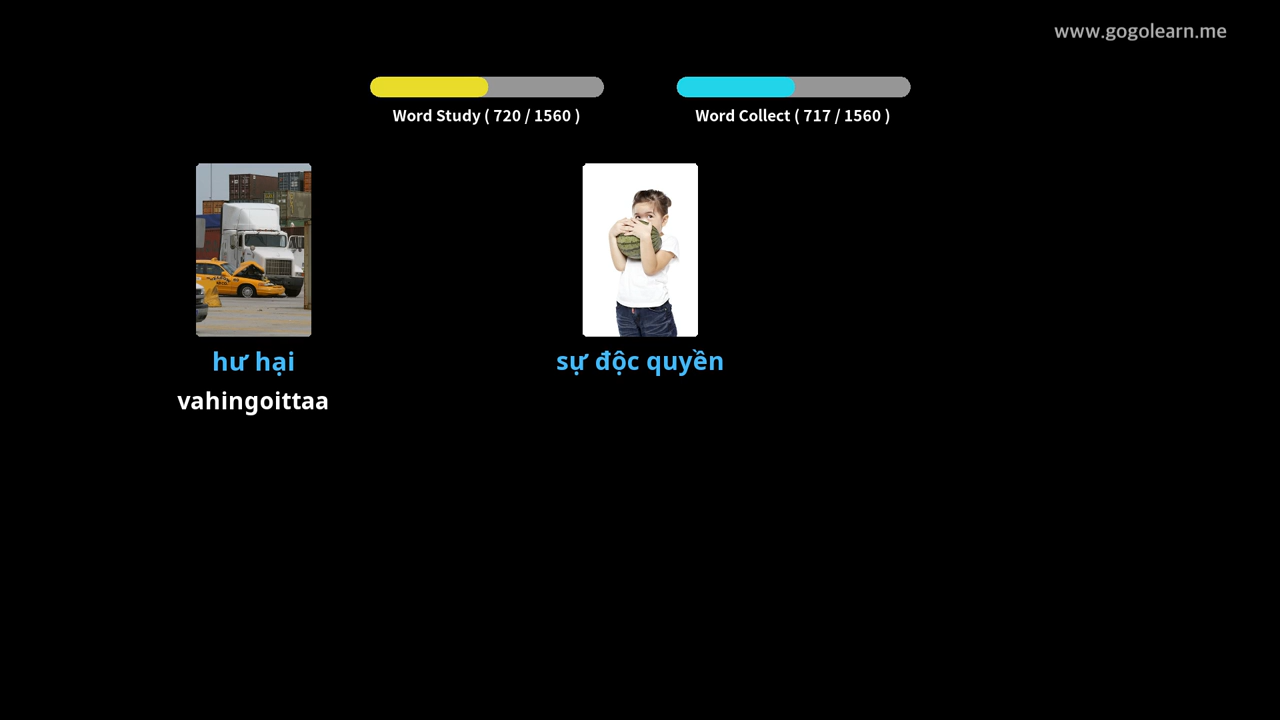 www.gogolearn.me
Word Study ( 720 / 1560 )
Word Collect ( 717 / 1560 )
hư hại
sự độc quyền
vahingoittaa